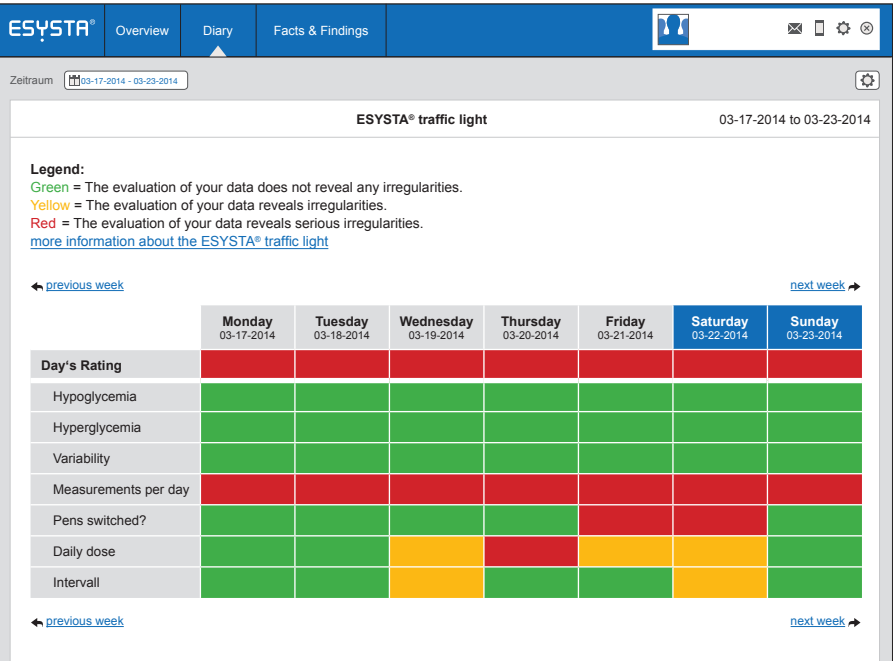 ESYSTA® Overview Diary Facts & Findings
Zeitraum 03-17-2014 - 03-23-2014
ESYSTA® traffic light 03-17-2014 to 03-23-2014
Legend:
Green = The evaluation of your data does not reveal any irregularities.
Yellow = The evaluation of your data reveals irregularities.
Red = The evaluation of your data reveals serious irregularities.
more information about the ESYSTA® traffic light
previous week next week
Monday Tuesday Wednesday Thursday Friday Saturday Sunday
03-17-2014 03-18-2014 03-19-2014 03-20-2014 03-21-2014 03-22-2014 03-23-2014
Day‘s Rating
Hypoglycemia
Hyperglycemia
Variability
Measurements per day
Pens switched?
Daily dose
Intervall
previous week next week